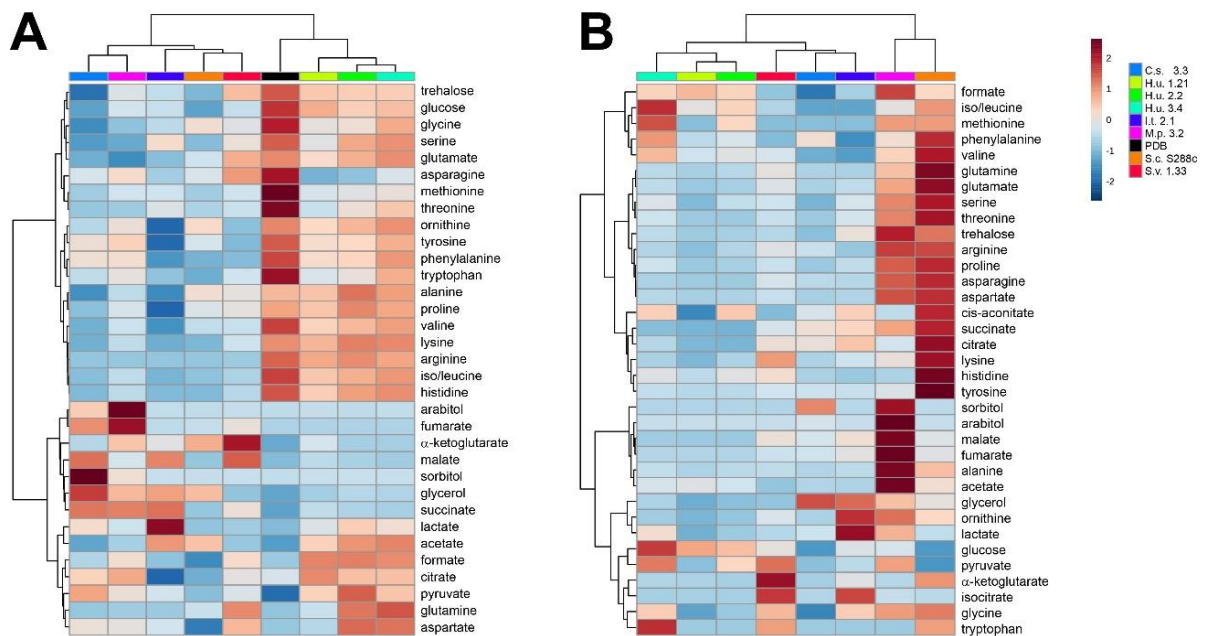 A
B
trehalose
glucose
glycine
serine
glutamate
asparagine
methionine
threonine
ornithine
tyrosine
phenylalanine
tryptophan
alanine
proline
valine
lysine
arginine
iso/leucine
histidine
arabitol
fumarate
α-ketoglutarate
malate
sorbitol
glycerol
succinate
lactate
acetate
formate
citrate
pyruvate
glutamine
aspartate
formate
iso/leucine
methionine
phenylalanine
valine
glutamine
glutamate
serine
threonine
trehalose
arginine
proline
asparagine
aspartate
cis-aconitate
succinate
citrate
lysine
histidine
tyrosine
sorbitol
arabitol
malate
fumarate
alanine
acetate
glycerol
ornithine
lactate
glucose
pyruvate
α-ketoglutarate
isocitrate
glycine
tryptophan
2
1
0
-1
-2
C.s. 3.3
H.u. 1.21
H.u. 2.2
H.u. 3.4
I.t. 2.1
M.p. 3.2
PDB
S.c. S288c
S.v. 1.33